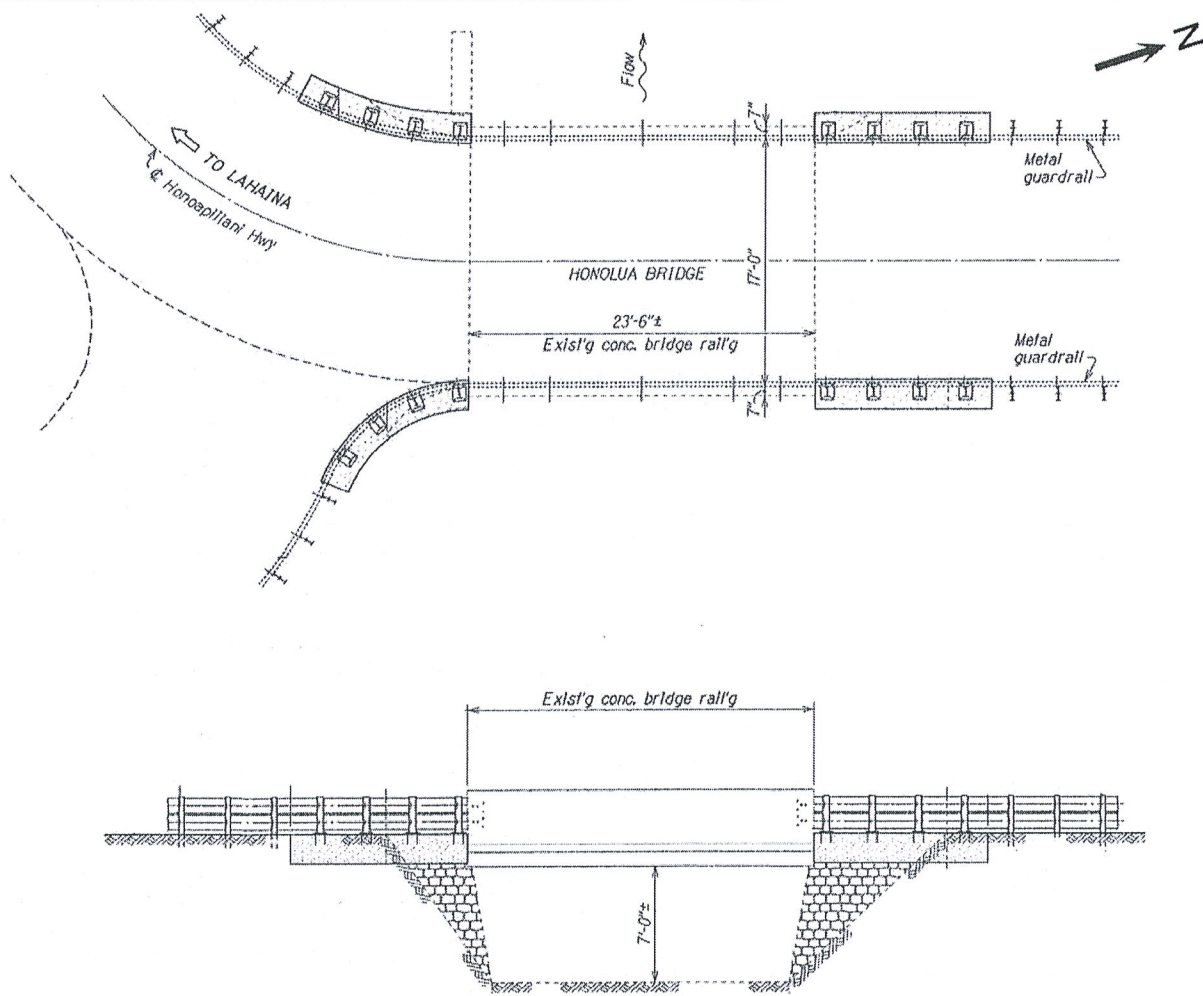 N
Flow
7"
Metal
guardrail
TO LAHAINA
℄ Honoapiilani Hwy
17'-0"
HONOLUA BRIDGE
23'-6"±
Exist'g conc. bridge rail'g
Metal
guardrail
7"
Exist'g conc. bridge rail'g
7'-0"±